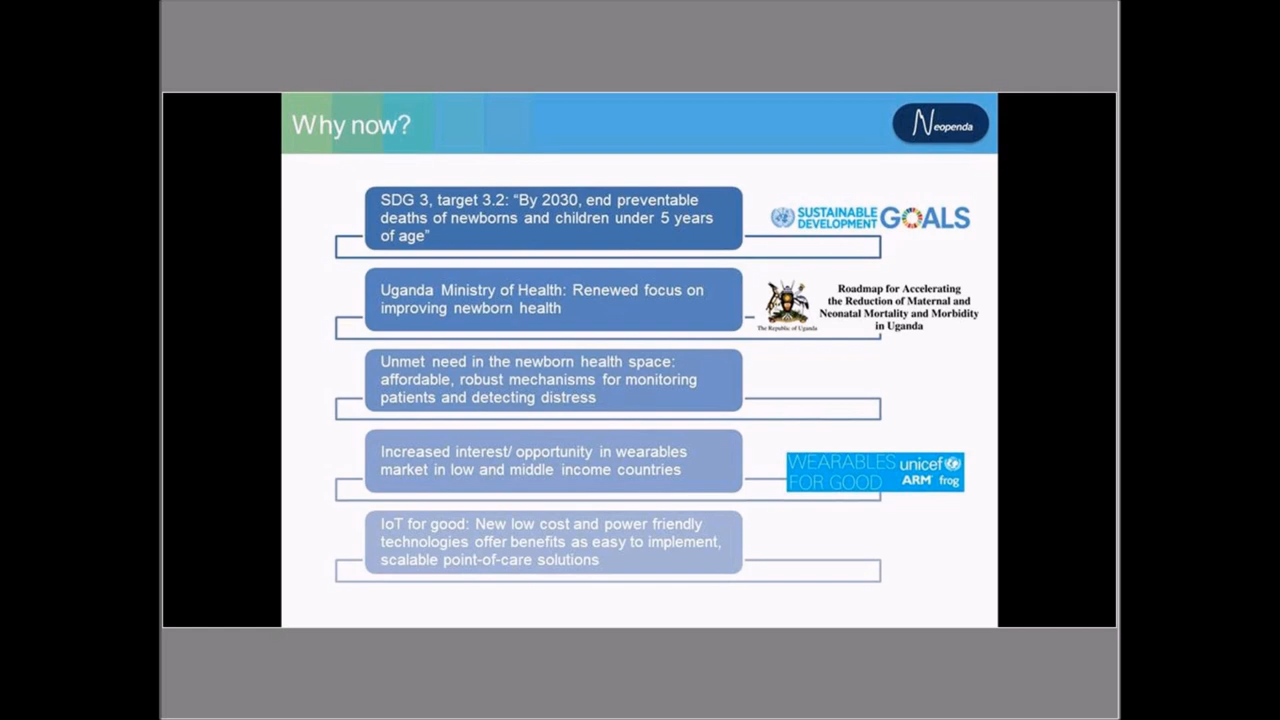 Why now?
Neopenda
SDG 3, target 3.2: “By 2030, end preventable
deaths of newborns and children under 5 years
of age”
SUSTAINABLE
DEVELOPMENT
GOALS
Uganda Ministry of Health: Renewed focus on
improving newborn health
The Republic of Uganda
Roadmap for Accelerating
the Reduction of Maternal and
Neonatal Mortality and Morbidity
in Uganda
Unmet need in the newborn health space:
affordable, robust mechanisms for monitoring
patients and detecting distress
Increased interest/ opportunity in wearables
market in low and middle income countries
WEARABLES
FOR GOOD
unicef
ARM frog
IoT for good: New low cost and power friendly
technologies offer benefits as easy to implement,
scalable point-of-care solutions